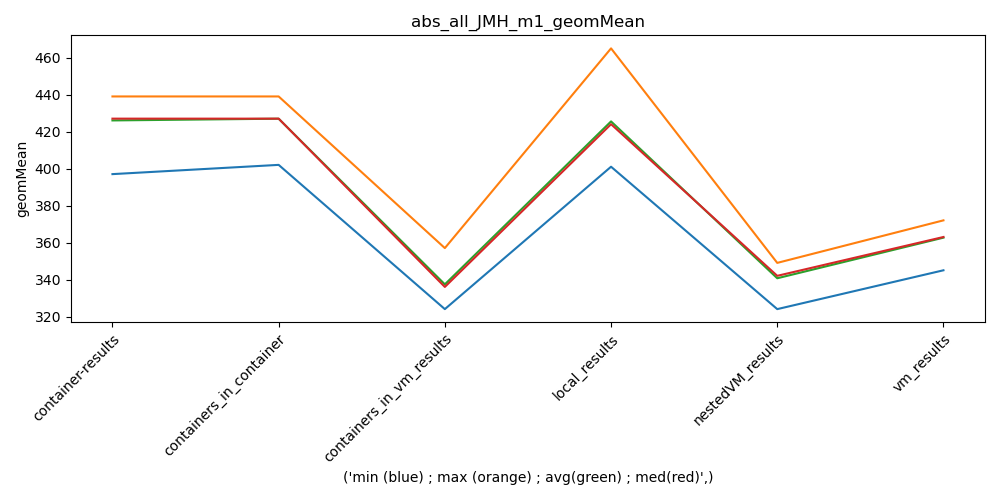 abs_all_JMH_m1_geomMean
geomMean
460
440
420
400
380
360
340
320
container-results
containers_in_container
containers_in_vm_results
local_results
nestedVM_results
vm_results
('min (blue) ; max (orange) ; avg(green) ; med(red)',)